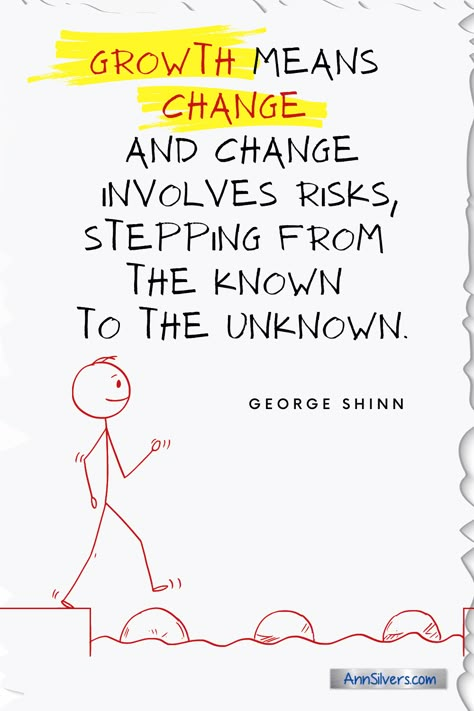 GROWTH MEANS
CHANGE
AND CHANGE
INVOLVES RISKS,
STEPPING FROM
THE KNOWN
TO THE UNKNOWN.
GEORGE SHINN
AnnSilvers.com